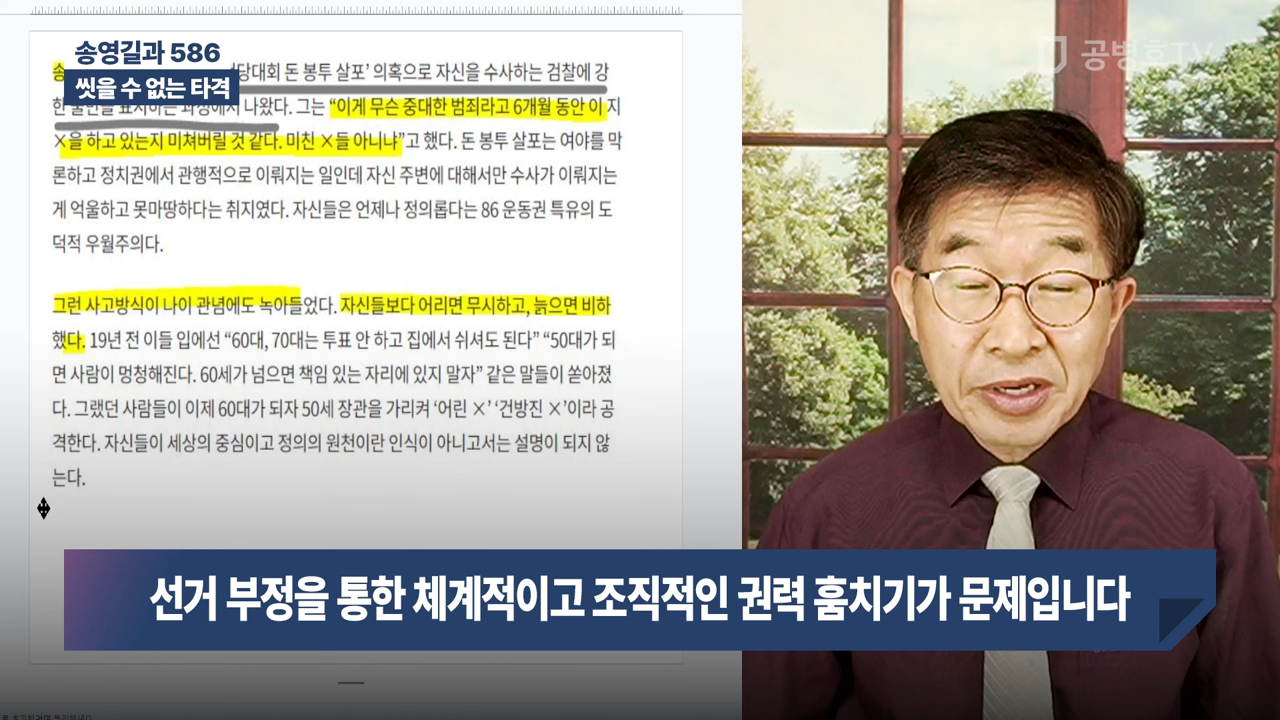 송영길과 586
씻을 수 없는 타격
공병호TV
송
당대회 돈 봉투 살포’ 의혹으로 자신을 수사하는 검찰에 강
한 불만을 표시하는 과정에서 나왔다. 그는 “이게 무슨 중대한 범죄라고 6개월 동안 이 지
×을 하고 있는지 미쳐버릴 것 같다. 미친 ×들 아니냐”고 했다. 돈 봉투 살포는 여야를 막
론하고 정치권에서 관행적으로 이뤄지는 일인데 자신 주변에 대해서만 수사가 이뤄지는
게 억울하고 못마땅하다는 취지였다. 자신들은 언제나 정의롭다는 86 운동권 특유의 도
덕적 우월주의다.
그런 사고방식이 나이 관념에도 녹아들었다. 자신들보다 어리면 무시하고, 늙으면 비하
했다. 19년 전 이들 입에선 “60대, 70대는 투표 안 하고 집에서 쉬셔도 된다” “50대가 되
면 사람이 멍청해진다. 60세가 넘으면 책임 있는 자리에 있지 말자” 같은 말들이 쏟아졌
다. 그랬던 사람들이 이제 60대가 되자 50세 장관을 가리켜 ‘어린 ×’ ‘건방진 ×’이라 공
격한다. 자신들이 세상의 중심이고 정의의 원천이란 인식이 아니고서는 설명이 되지 않
는다.
선거 부정을 통한 체계적이고 조직적인 권력 훔치기가 문제입니다